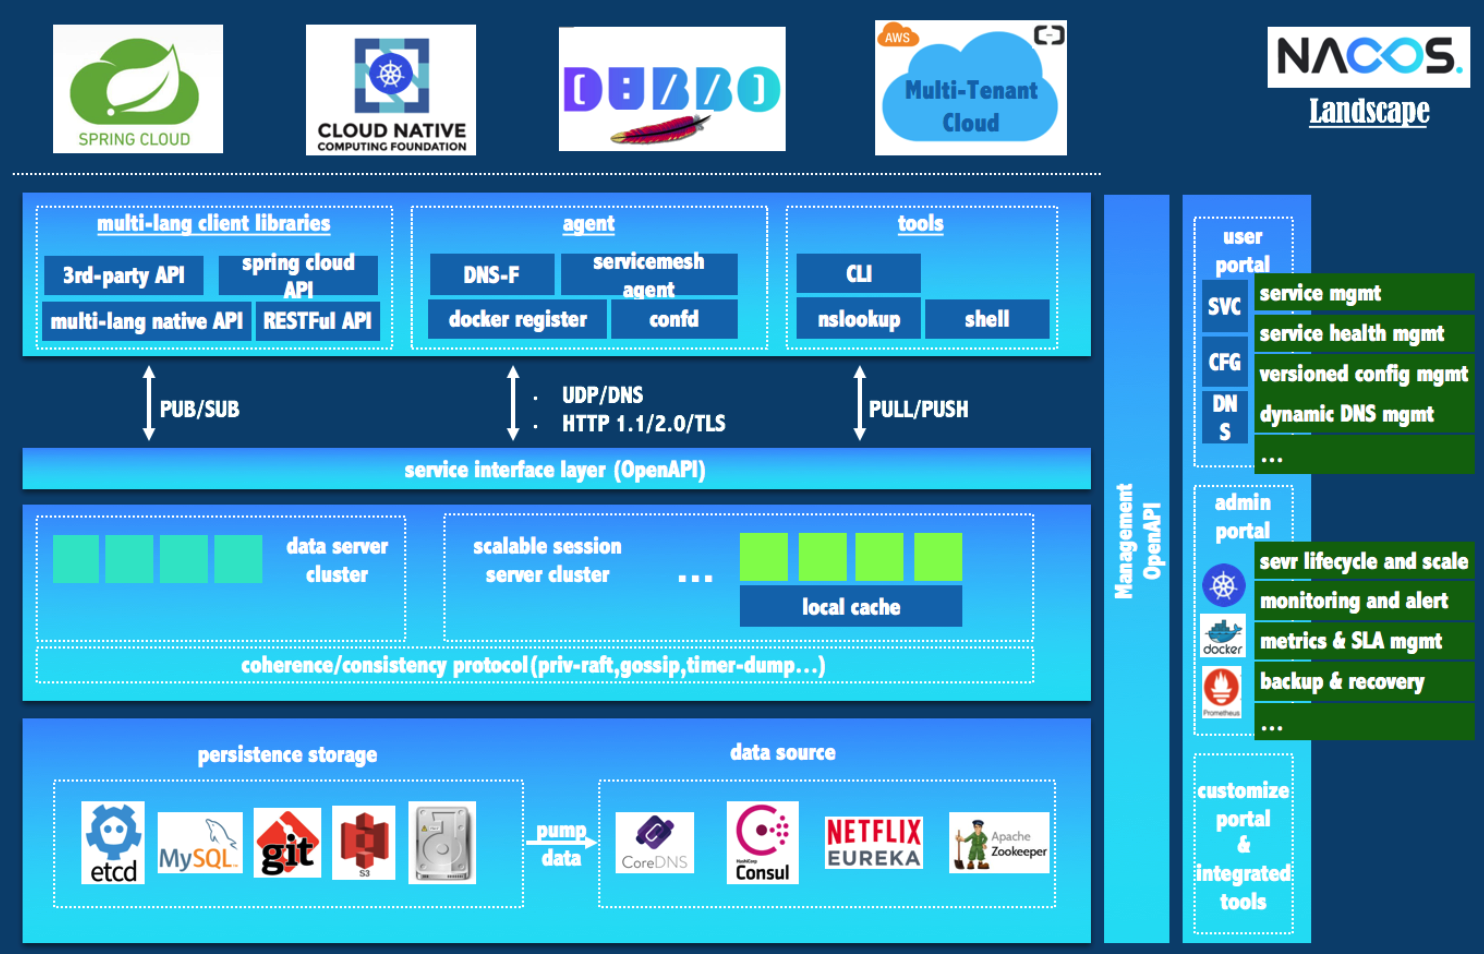 SPRING CLOUD
CLOUD NATIVE
COMPUTING FOUNDATION
DUBBO
AWS
Multi-Tenant
Cloud
NACOS.
Landscape
multi-lang client libraries
3rd-party API
spring cloud
API
multi-lang native API
RESTFul API
agent
DNS-F
servicemesh
agent
docker register
confd
tools
CLI
nslookup
shell
PUB/SUB
· UDP/DNS
· HTTP 1.1/2.0/TLS
PULL/PUSH
service interface layer (OpenAPI)
data server
cluster
scalable session
server cluster
...
local cache
coherence/consistency protocol(priv-raft,gossip,timer-dump...)
persistence storage
etcd
MySQL
git
S3
pump
data
data source
CoreDNS
HashiCorp
Consul
NETFLIX
EUREKA
Apache
Zookeeper
Management
OpenAPI
user
portal
SVC
CFG
DN
S
service mgmt
service health mgmt
versioned config mgmt
dynamic DNS mgmt
...
admin
portal
docker
Prometheus
sevr lifecycle and scale
monitoring and alert
metrics & SLA mgmt
backup & recovery
...
customize
portal
&
integrated
tools